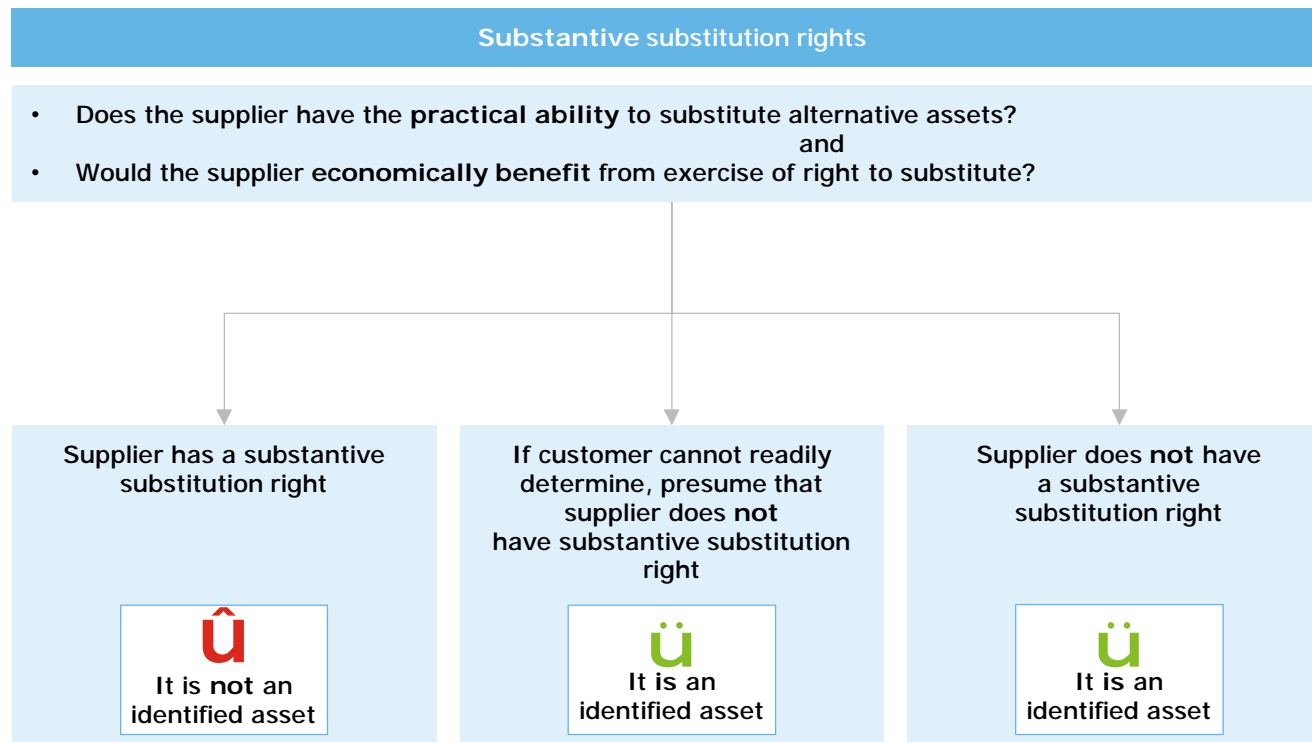 Substantive substitution rights
• Does the supplier have the practical ability to substitute alternative assets?
and
• Would the supplier economically benefit from exercise of right to substitute?
Supplier has a substantive
substitution right
û
It is not an
identified asset
If customer cannot readily
determine, presume that
supplier does not
have substantive substitution
right
ü
It is an
identified asset
Supplier does not have
a substantive
substitution right
ü
It is an
identified asset